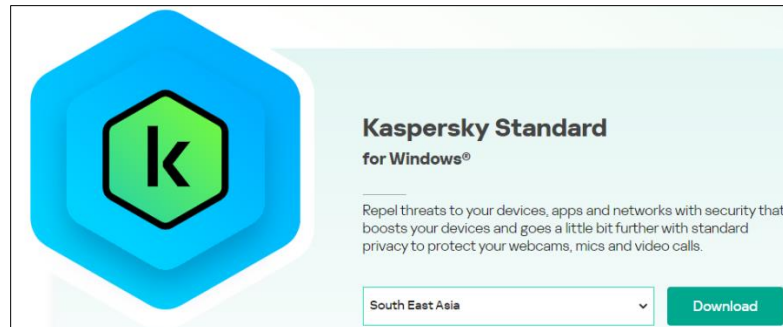 k
Kaspersky Standard
for Windows®
Repel threats to your devices, apps and networks with security that
boosts your devices and goes a little bit further with standard
privacy to protect your webcams, mics and video calls.
South East Asia
Download